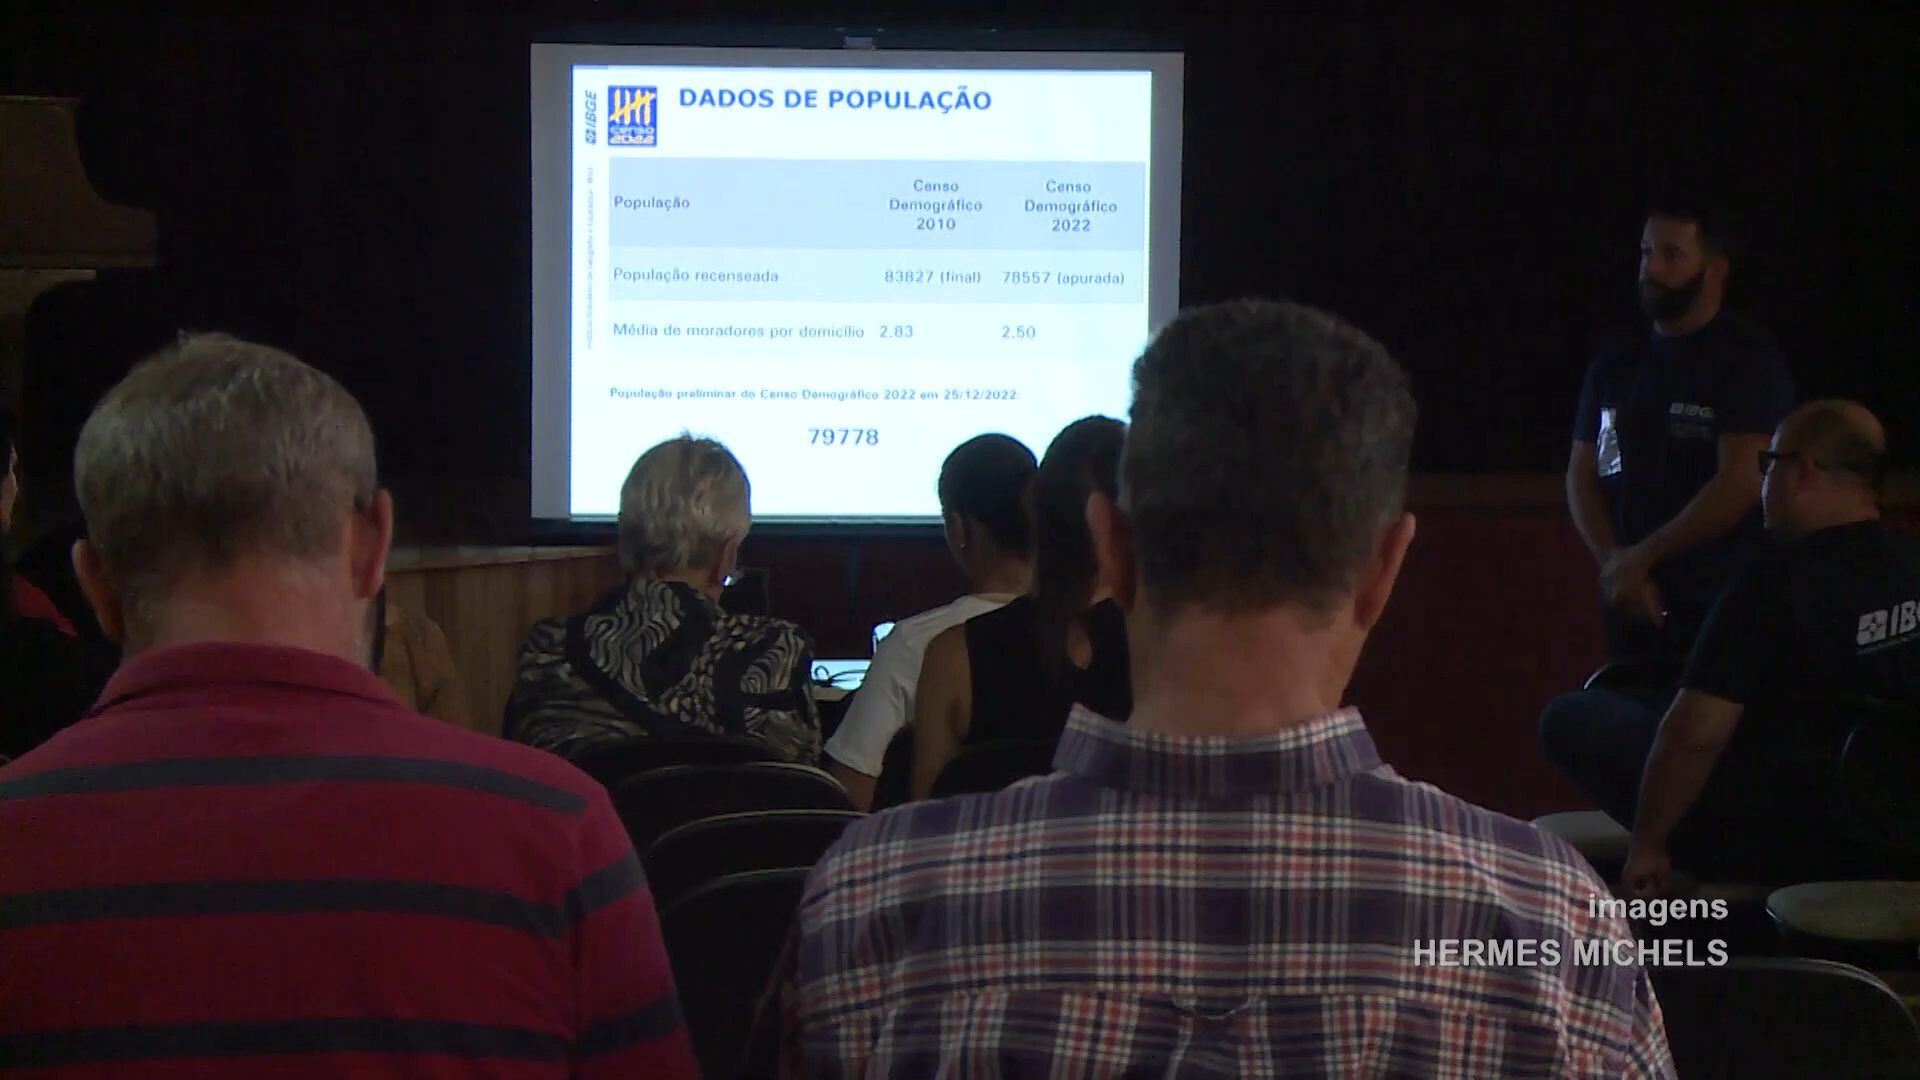 IBGE
censo
2022
DADOS DE POPULAÇÃO
População
Censo
Demográfico
2010
Censo
Demográfico
2022
População recenseada 83827 (final) 78557 (apurada)
Média de moradores por domicílio 2.83 2.50
População preliminar do Censo Demográfico 2022 em 25/12/2022:
79778
IBGE
IB
imagens
HERMES MICHELS